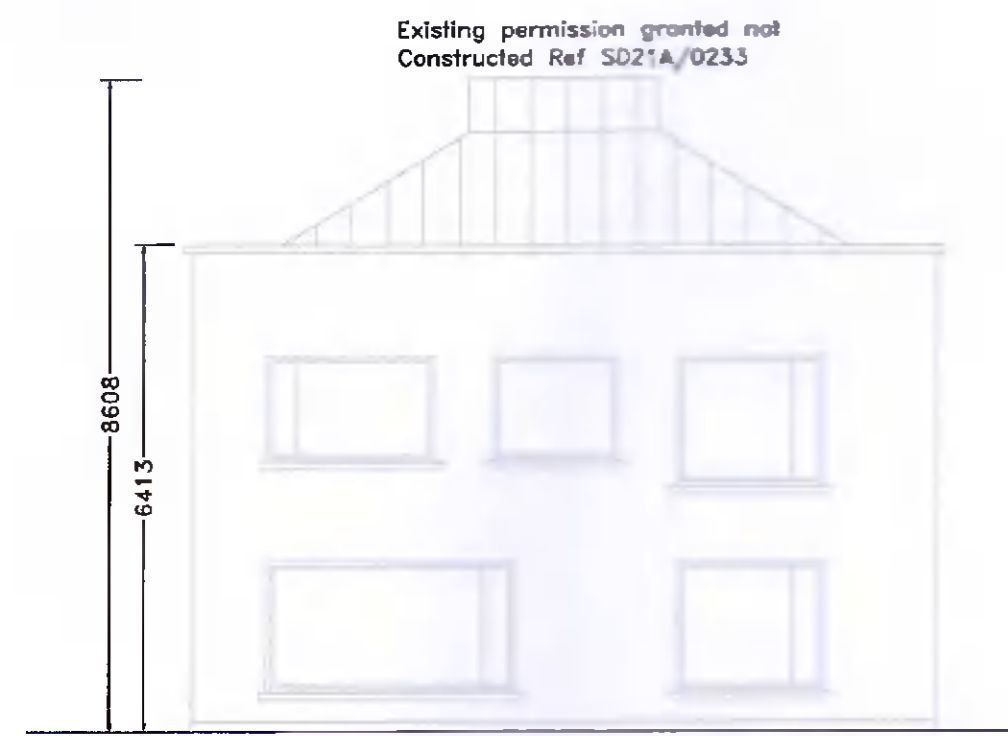 Existing permission granted not
Constructed Ref SD21A/0233
8608
6413